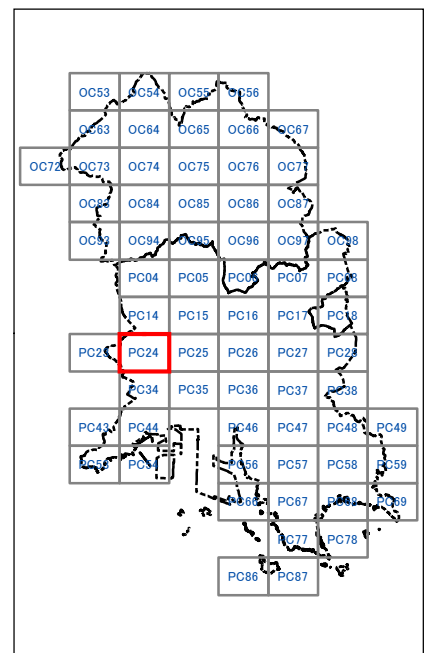 OC53 OC54 OC55 OC56
OC63 OC64 OC65 OC66 OC67
OC72 OC73 OC74 OC75 OC76 OC77
OC83 OC84 OC85 OC86 OC87
OC93 OC94 OC95 OC96 OC97 OC98
PC04 PC05 PC06 PC07 PC08
PC14 PC15 PC16 PC17 PC18
PC23 PC24 PC25 PC26 PC27 PC28
PC34 PC35 PC36 PC37 PC38
PC43 PC44 PC46 PC47 PC48 PC49
PC53 PC54 PC56 PC57 PC58 PC59
PC66 PC67 PC68 PC69
PC77 PC78
PC86 PC87